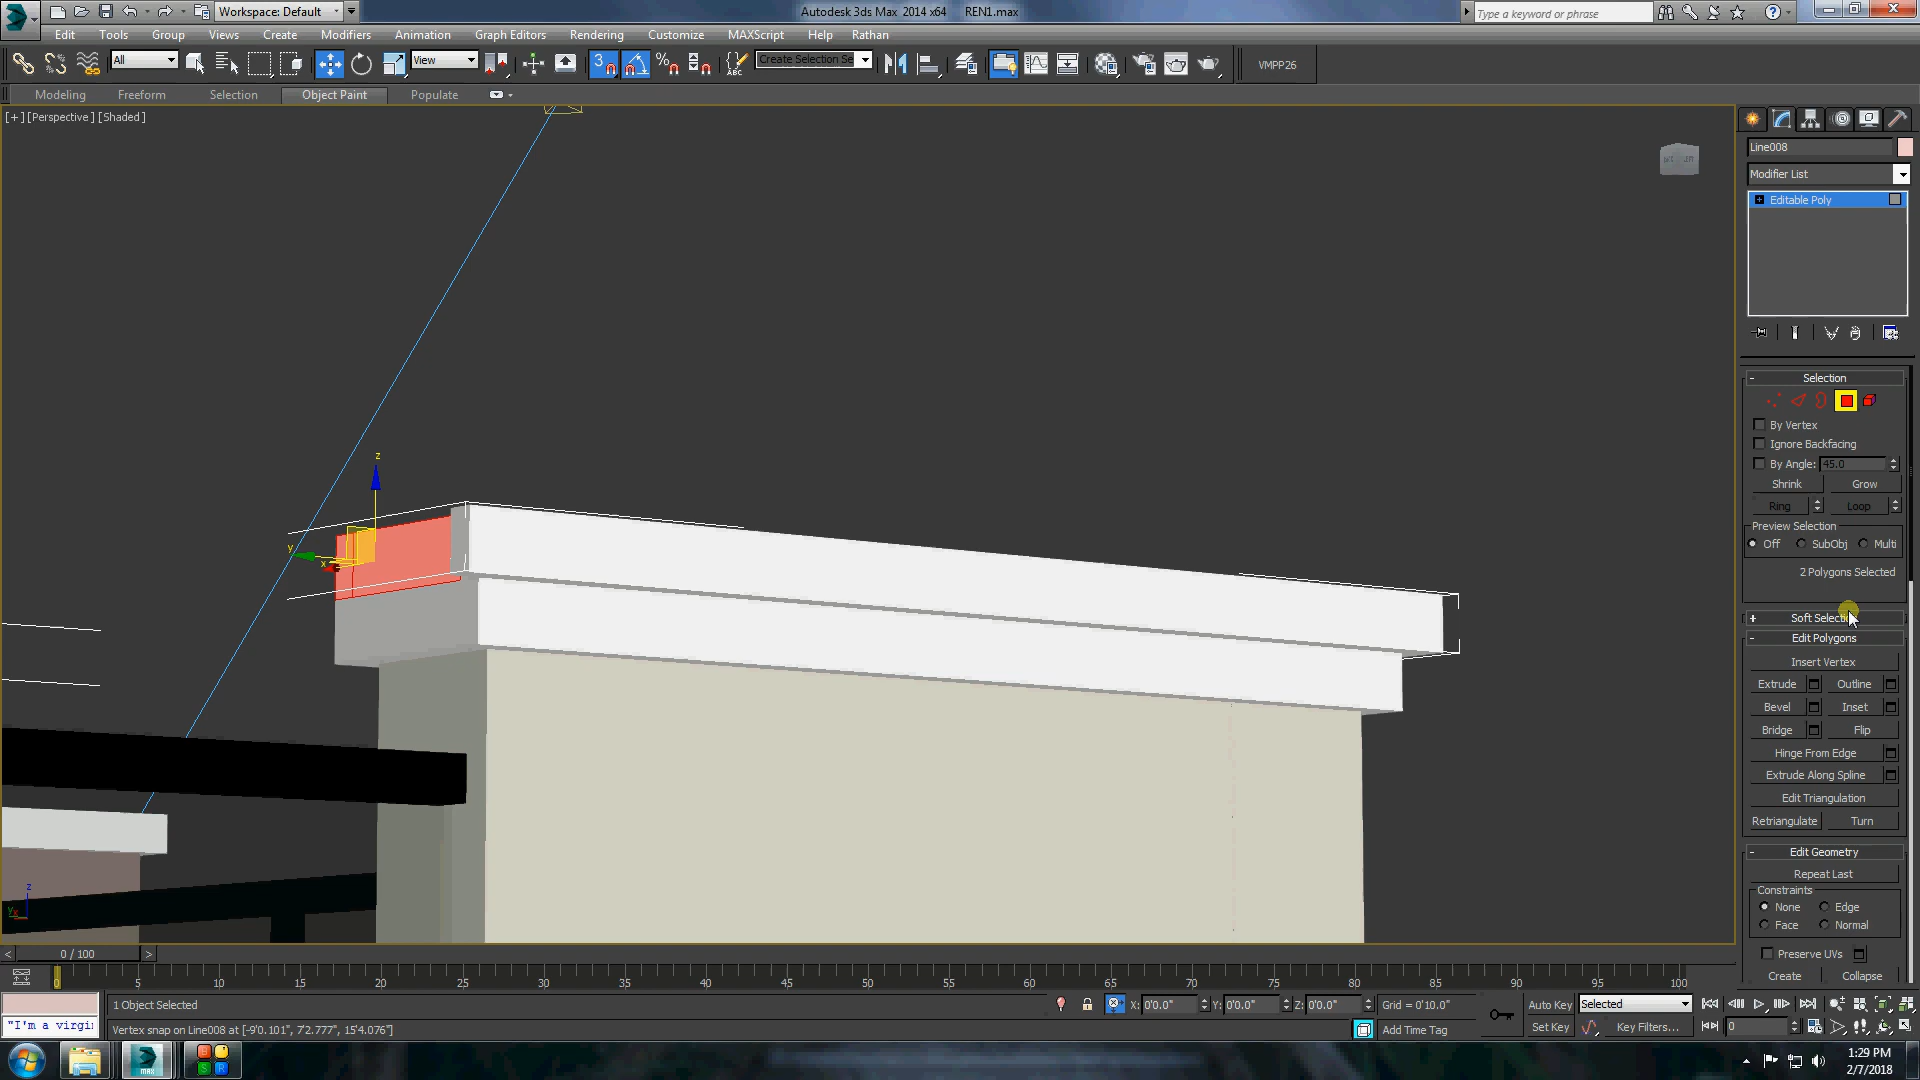 Workspace: Default
Autodesk 3ds Max 2014 x64 REN1.max
Type a keyword or phrase
Edit Tools Group Views Create Modifiers Animation Graph Editors Rendering Customize MAXScript Help Rathan
All
View
3
ABC
Create Selection Se
VMPP26
Modeling Freeform Selection Object Paint Populate
[+] [Perspective ] [Shaded ]
Line008
Modifier List
Editable Poly
Selection
By Vertex
Ignore Backfacing
By Angle: 45.0
Shrink Grow
Ring Loop
Preview Selection
Off SubObj Multi
2 Polygons Selected
Soft Selection
Edit Polygons
Insert Vertex
Extrude Outline
Bevel Inset
Bridge Flip
Hinge From Edge
Extrude Along Spline
Edit Triangulation
Retriangulate Turn
Edit Geometry
Repeat Last
Constraints
None Edge
Face Normal
Preserve UVs
Create Collapse
z
y
x
z
0 / 100
0 5 10 15 20 25 30 35 40 45 50 55 60 65 70 75 80 85 90 95 100
1 Object Selected
X: 0'0.0" Y: 0'0.0" Z: 0'0.0" Grid = 0'10.0"
Auto Key Selected
"I'm a virgi
Vertex snap on Line008 at [-9'0.101", 7'2.777", 15'4.076"]
Add Time Tag
Set Key Key Filters...
0
1:29 PM
2/7/2018